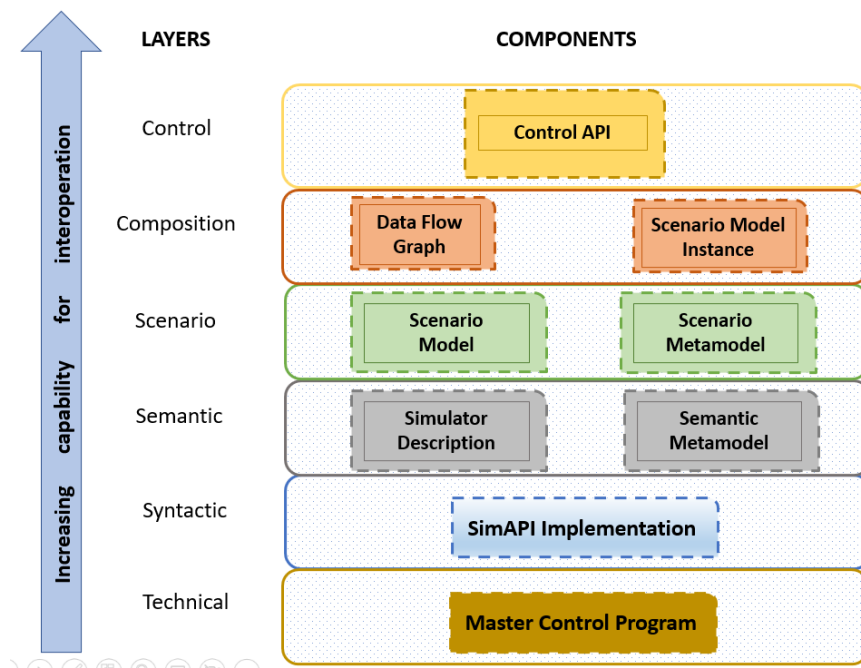 LAYERS
COMPONENTS
Increasing capability for interoperation
Control
Control API
Composition
Data Flow
Graph
Scenario Model
Instance
Scenario
Scenario
Model
Scenario
Metamodel
Semantic
Simulator
Description
Semantic
Metamodel
Syntactic
SimAPI Implementation
Technical
Master Control Program